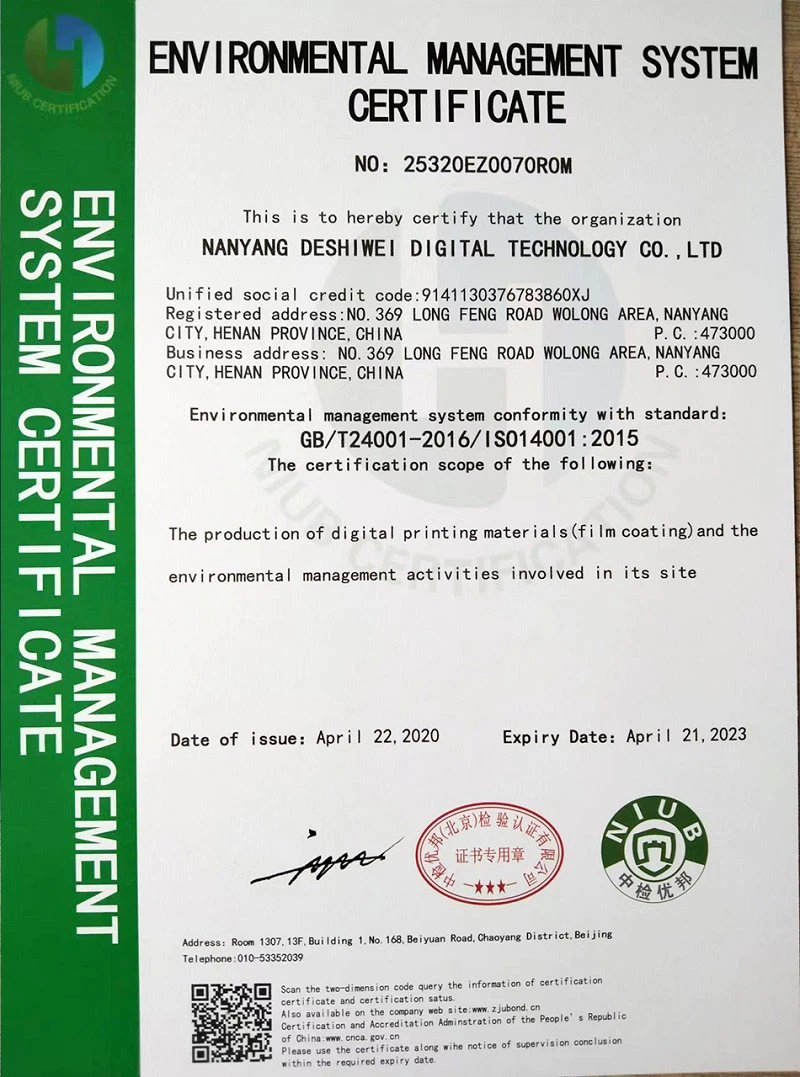 NIUB CERTIFICATION
ENVIRONMENTAL MANAGEMENT
SYSTEM CERTIFICATE
ENVIRONMENTAL MANAGEMENT SYSTEM
CERTIFICATE
NO: 25320EZ0070R0M
This is to hereby certify that the organization
NANYANG DESHIWEI DIGITAL TECHNOLOGY CO.,LTD
Unified social credit code:9141130376783860XJ
Registered address:NO.369 LONG FENG ROAD WOLONG AREA,NANYANG
CITY,HENAN PROVINCE,CHINA P.C.:473000
Business address: NO.369 LONG FENG ROAD WOLONG AREA,NANYANG
CITY,HENAN PROVINCE,CHINA P.C.:473000
Environmental management system conformity with standard:
GB/T24001-2016/ISO14001:2015
The certification scope of the following:
NIUB CERTIFICATION
The production of digital printing materials(film coating)and the
environmental management activities involved in its site
Date of issue: April 22,2020 Expiry Date: April 21,2023
中检优邦(北京)检验认证有限公司
证书专用章
NIUB
中检优邦
Address: Room 1307,13F,Building 1,No.168,Beiyuan Road,Chaoyang District,Beijing
Telephone:010-53352039
Scan the two-dimension code query the information of certification
certificate and certification satus.
Also available on the company web site:www.zjubond.cn
Certification and Accreditation Adminstration of the People's Republic
of China:www.cnca.gov.cn
Please use the certificate along wihe notice of supervision conclusion
within the required expiry date.